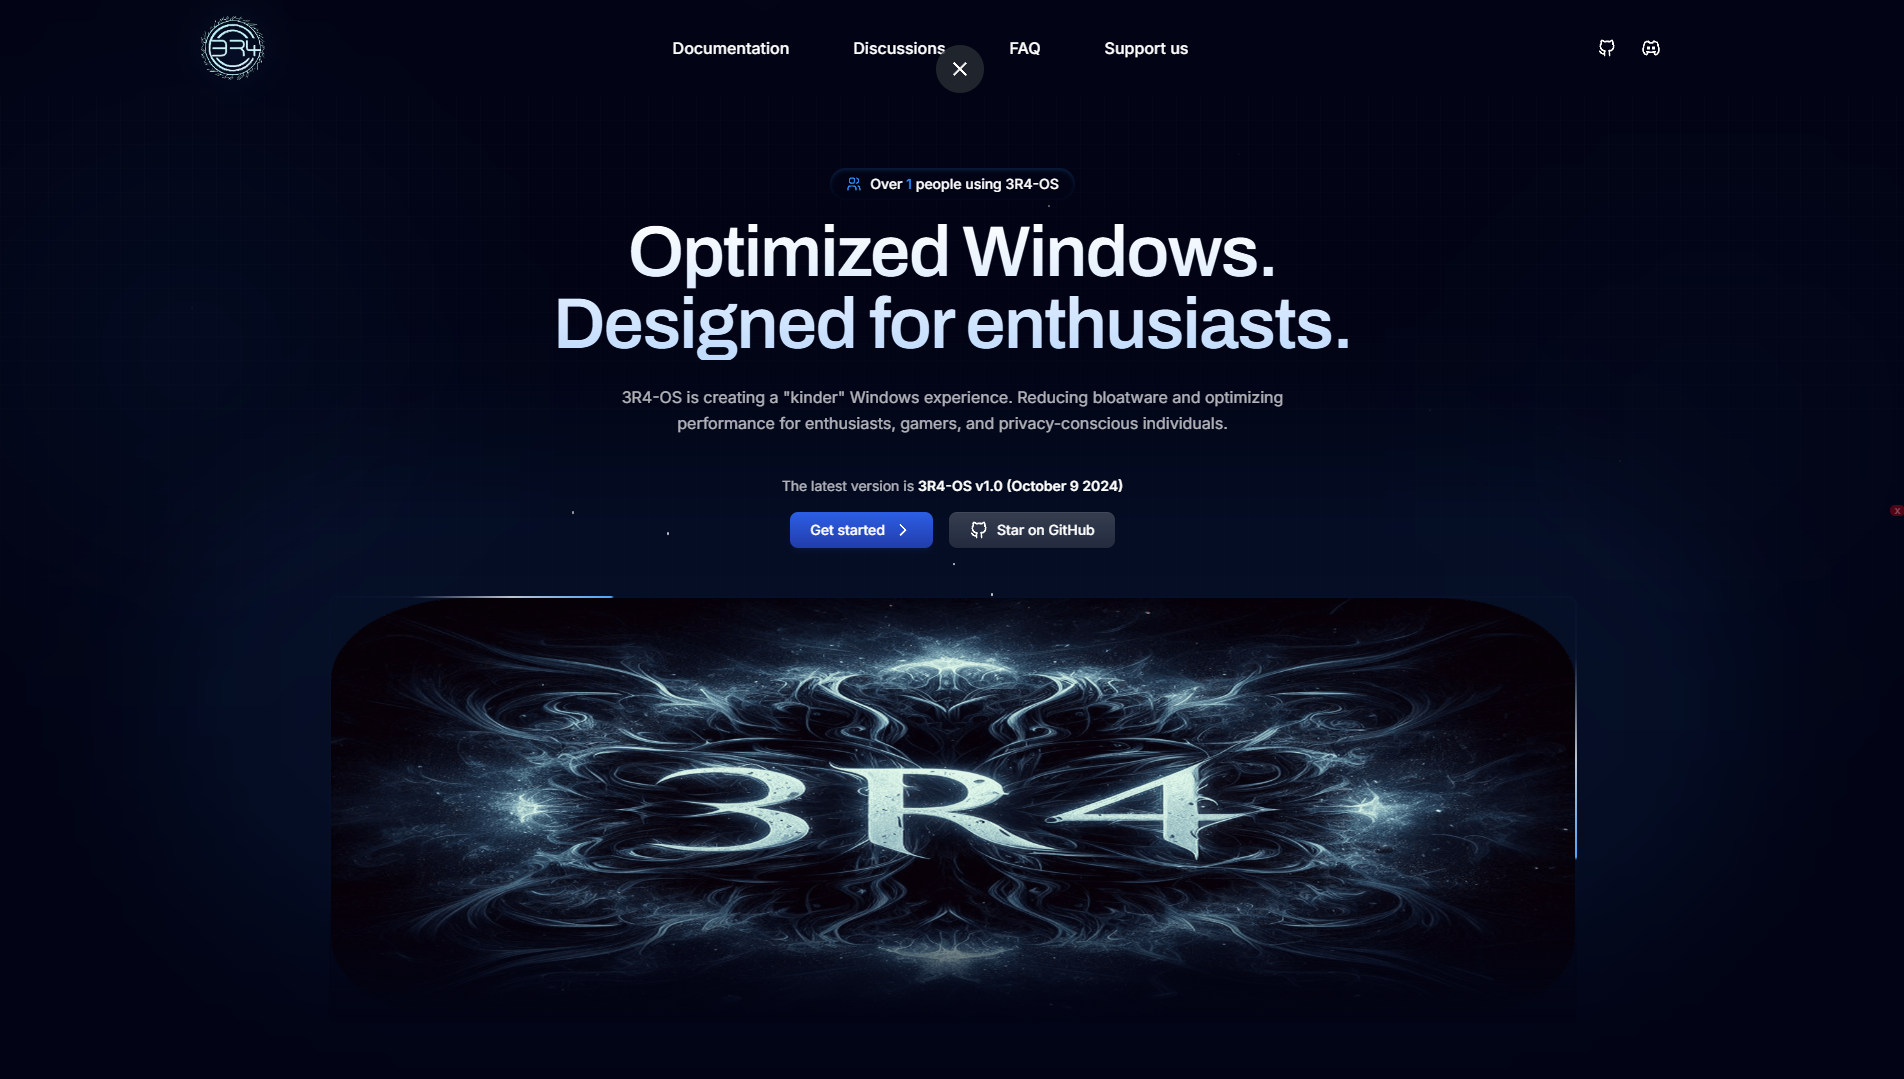 3R4
Documentation
Discussions
FAQ
Support us
Over 1 people using 3R4-OS
Optimized Windows.
Designed for enthusiasts.
3R4-OS is creating a "kinder" Windows experience. Reducing bloatware and optimizing
performance for enthusiasts, gamers, and privacy-conscious individuals.
The latest version is 3R4-OS v1.0 (October 9 2024)
Get started
Star on GitHub
x
3R4